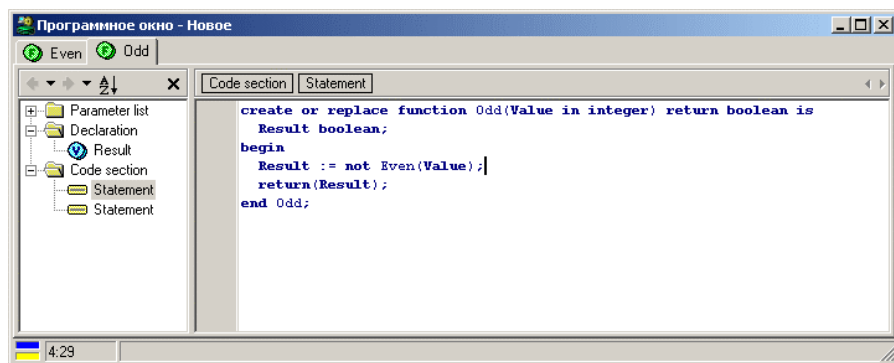 Программное окно - Новое
Even Odd
Code section Statement
Parameter list
Declaration
Result
Code section
Statement
Statement
create or replace function Odd(Value in integer) return boolean is
Result boolean;
begin
Result := not Even(Value);
return(Result);
end Odd;
4:29